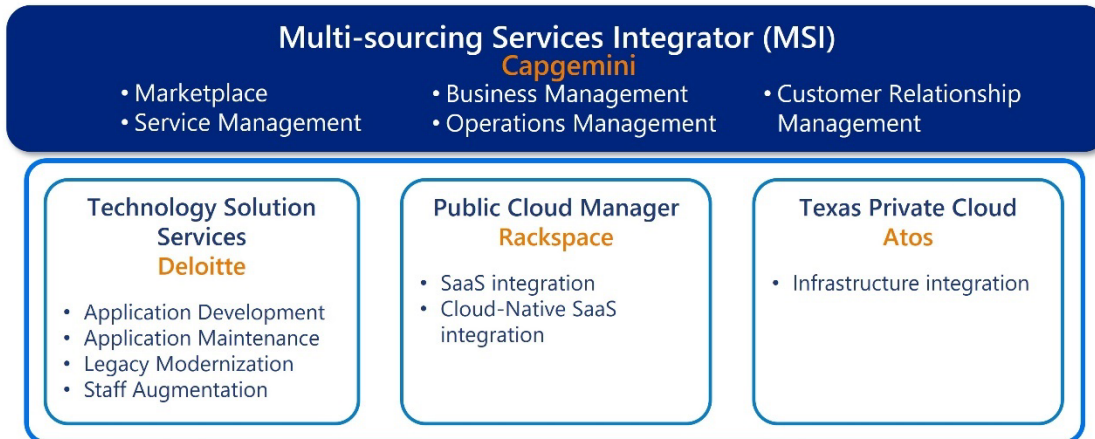 Multi-sourcing Services Integrator (MSI)
Capgemini
• Marketplace
• Service Management
• Business Management
• Operations Management
• Customer Relationship
Management
Technology Solution
Services
Deloitte
• Application Development
• Application Maintenance
• Legacy Modernization
• Staff Augmentation
Public Cloud Manager
Rackspace
• SaaS integration
• Cloud-Native SaaS
integration
Texas Private Cloud
Atos
• Infrastructure integration